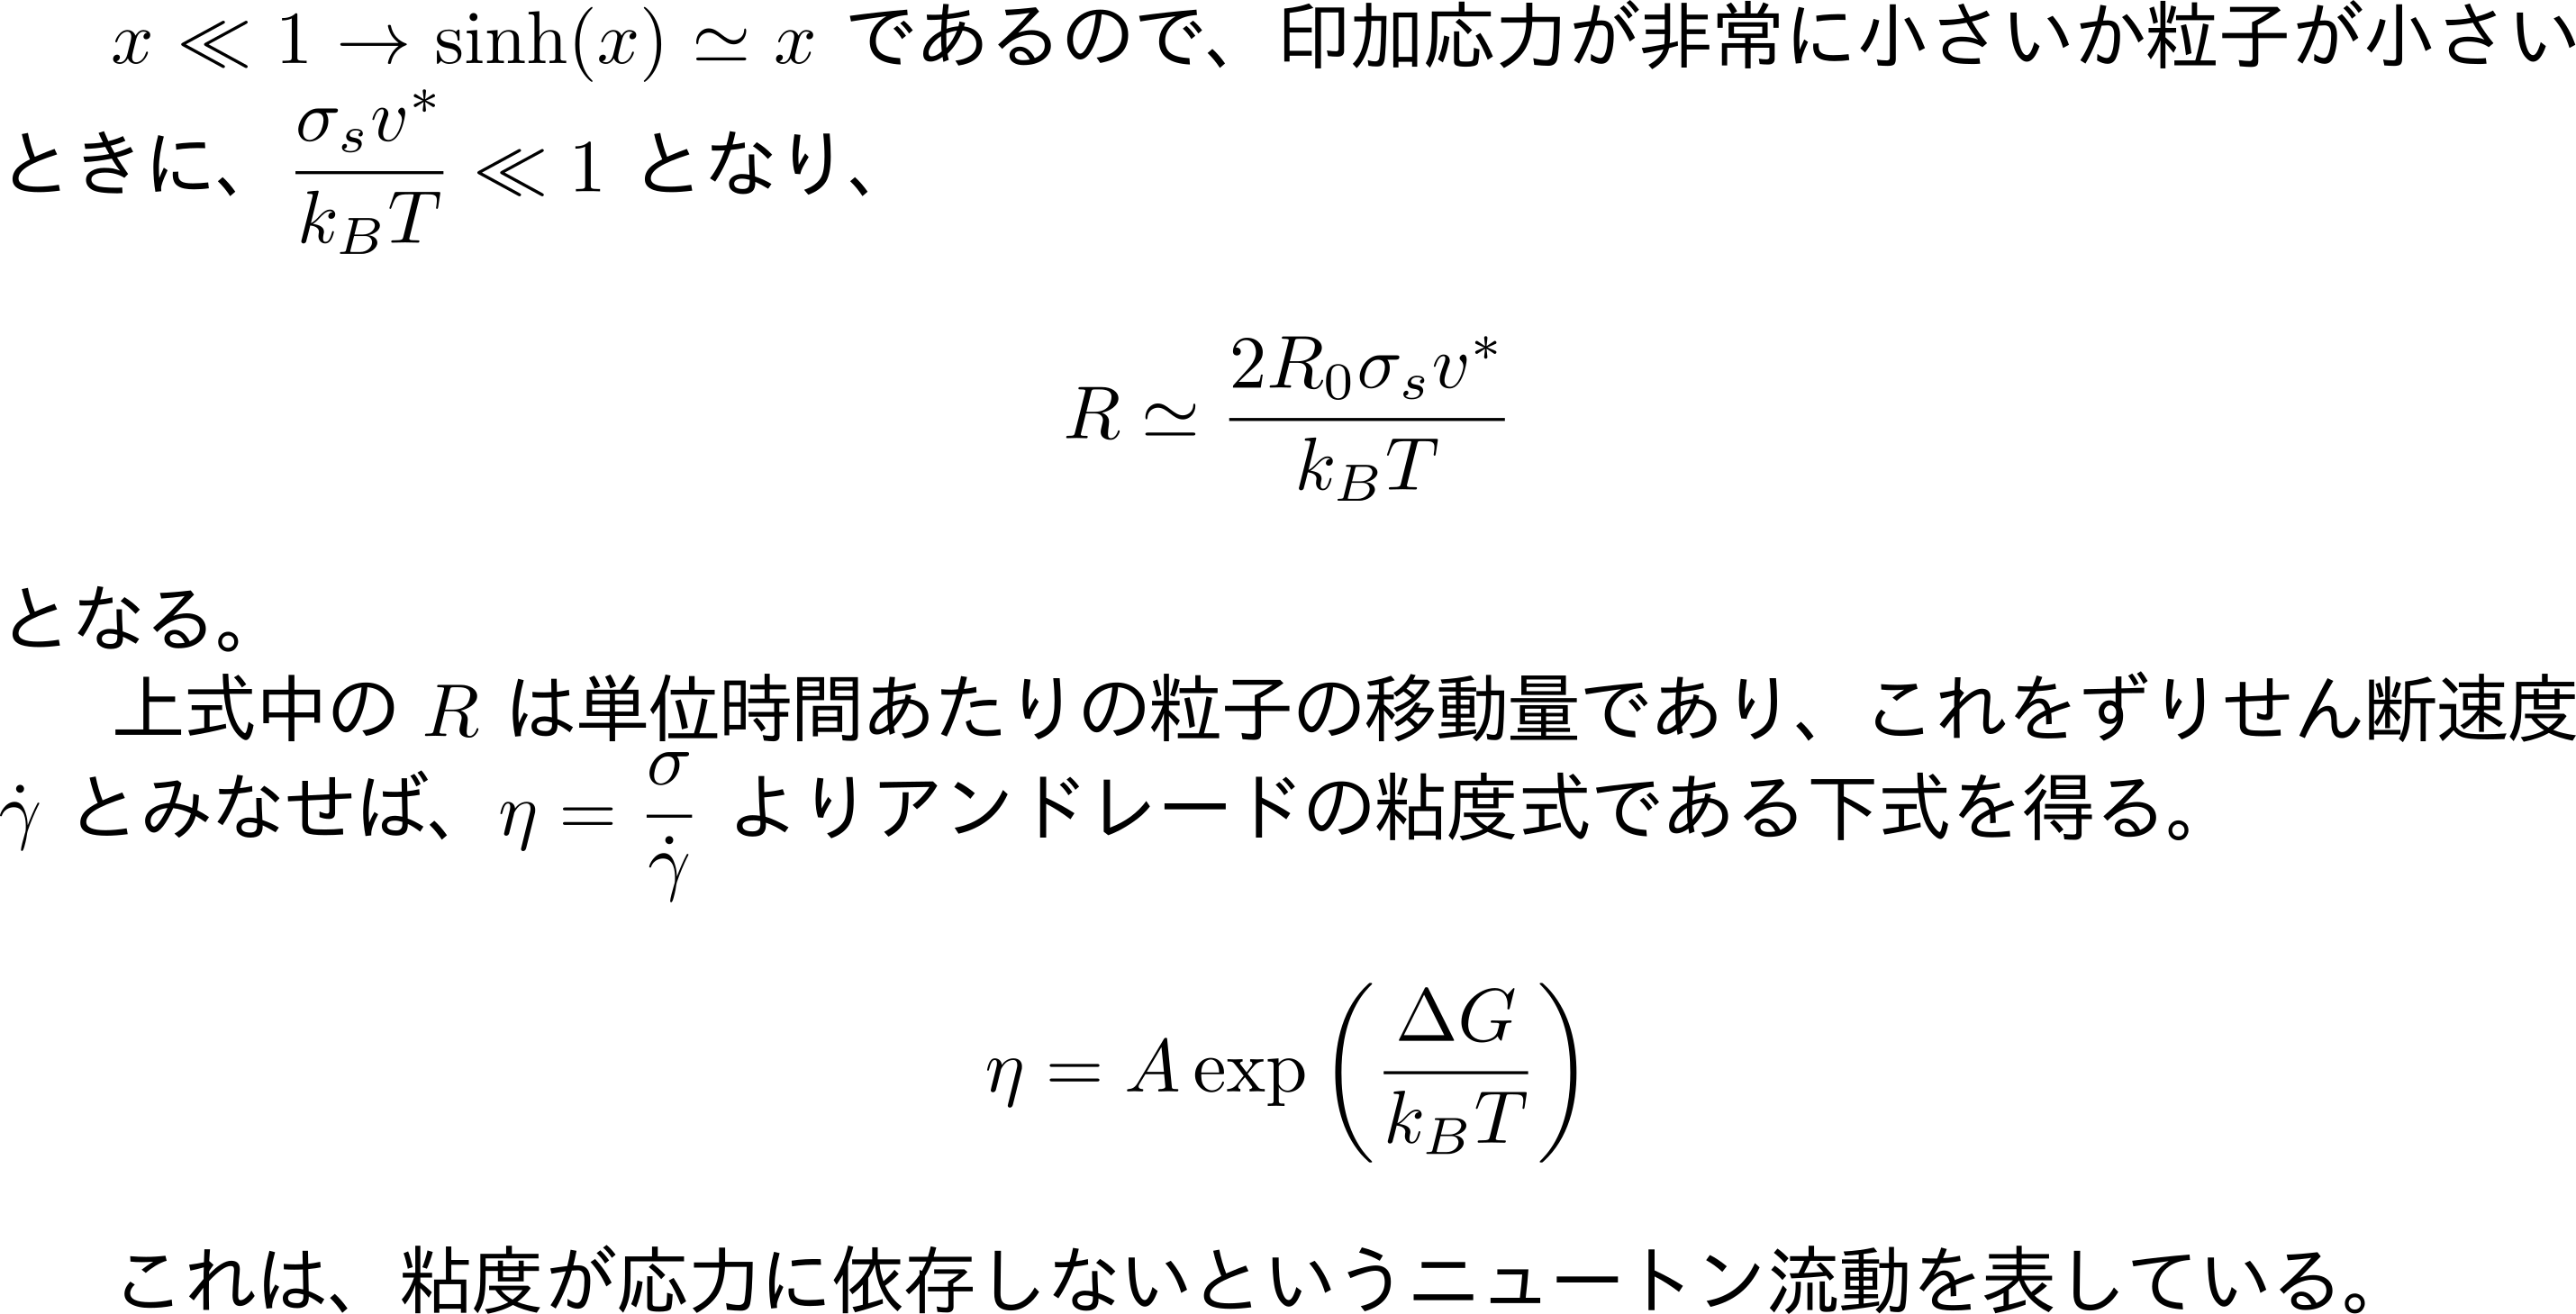 $x \ll 1 \to \sinh(x) \simeq x$ であるので、印加応力が非常に小さいか粒子が小さい
ときに、$\dfrac{\sigma_s v^*}{k_B T} \ll 1$ となり、
$R \simeq \dfrac{2R_0 \sigma_s v^*}{k_B T}$
となる。
上式中の $R$ は単位時間あたりの粒子の移動量であり、これをずりせん断速度
$\dot{\gamma}$ とみなせば、$\eta = \dfrac{\sigma}{\dot{\gamma}}$ よりアンドレードの粘度式である下式を得る。
$\eta = A \exp\left(\dfrac{\Delta G}{k_B T}\right)$
これは、粘度が応力に依存しないというニュートン流動を表している。